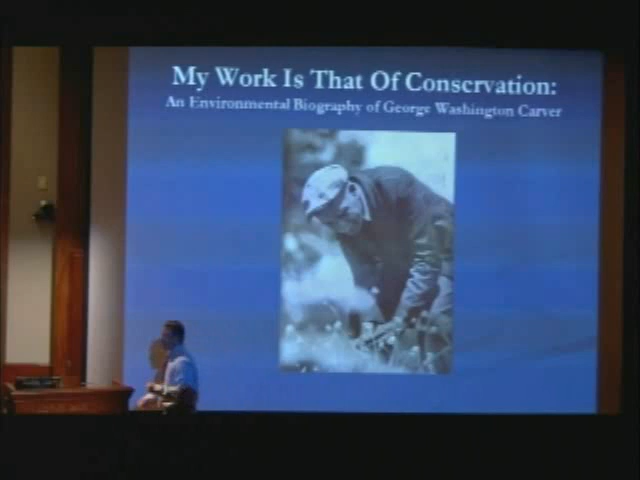 My Work Is That Of Conservation:
An Environmental Biography of George Washington Carver